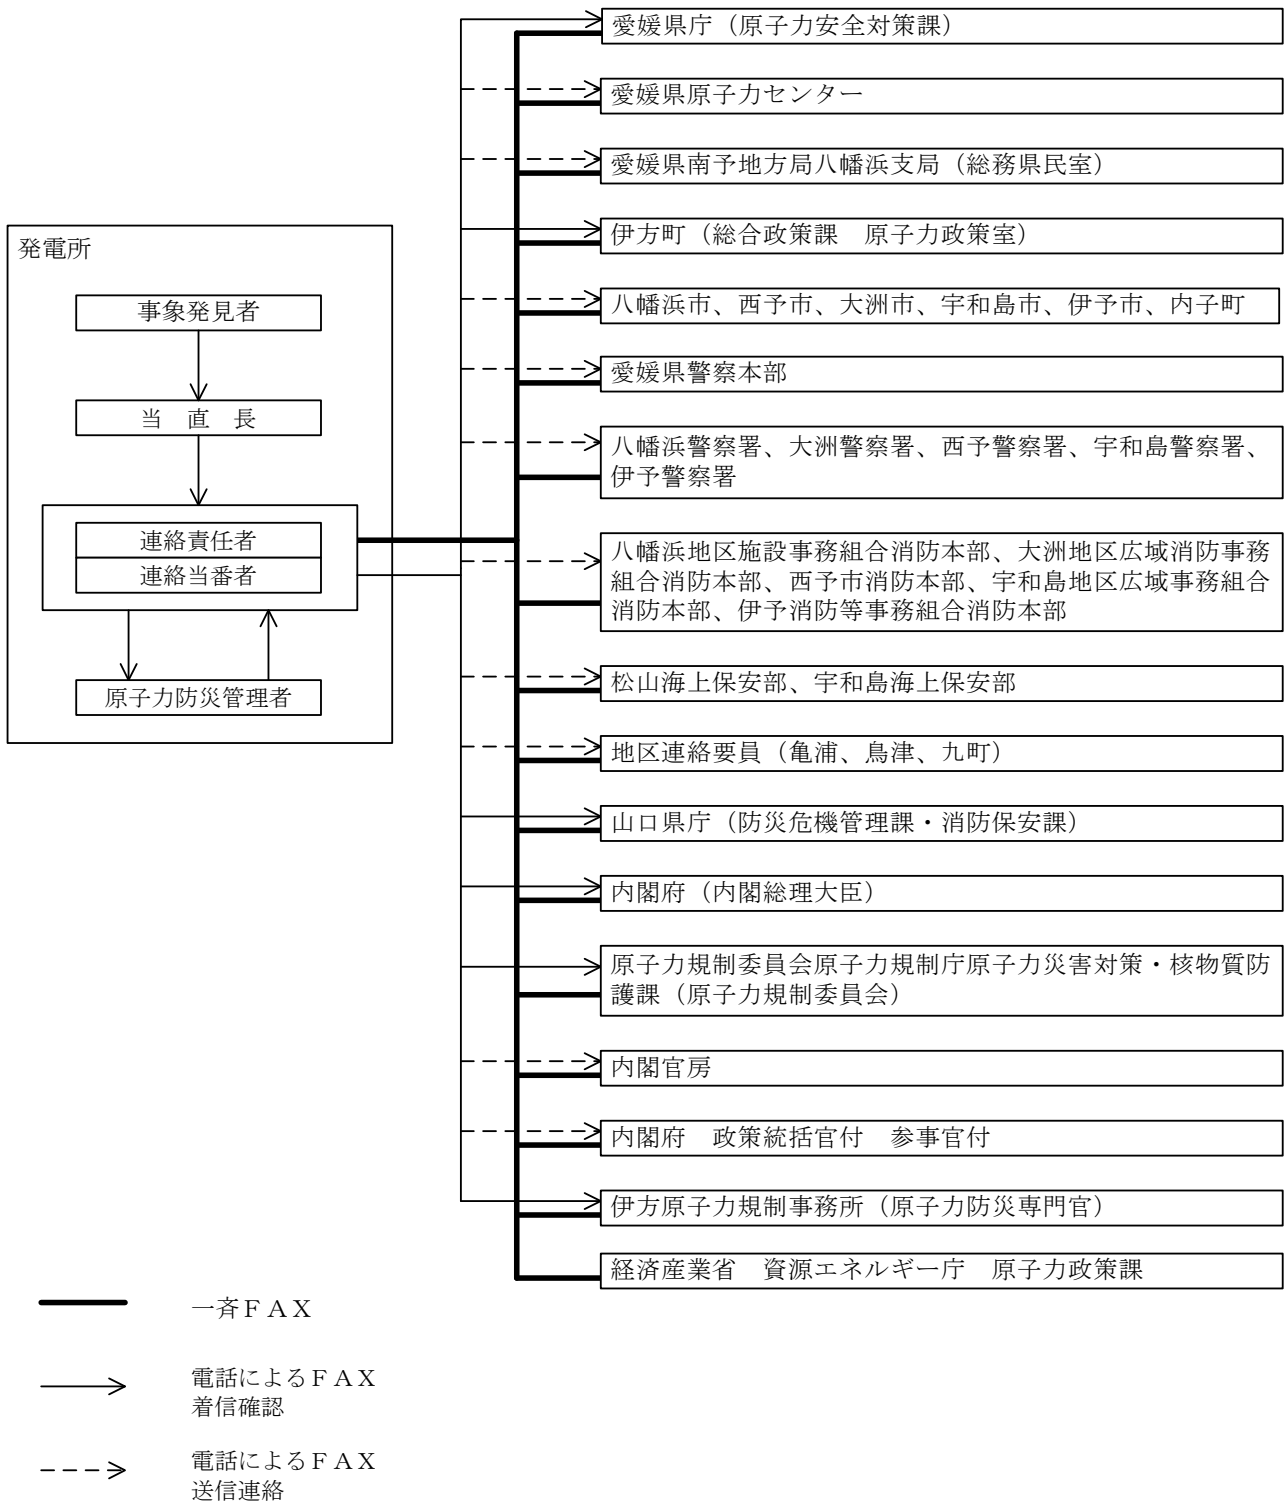 愛媛県庁（原子力安全対策課）
愛媛県原子力センター
愛媛県南予地方局八幡浜支局（総務県民室）
伊方町（総合政策課　原子力政策室）
八幡浜市、西予市、大洲市、宇和島市、伊予市、内子町
愛媛県警察本部
八幡浜警察署、大洲警察署、西予警察署、宇和島警察署、
伊予警察署
八幡浜地区施設事務組合消防本部、大洲地区広域消防事務
組合消防本部、西予市消防本部、宇和島地区広域事務組合
消防本部、伊予消防等事務組合消防本部
松山海上保安部、宇和島海上保安部
地区連絡要員（亀浦、鳥津、九町）
山口県庁（防災危機管理課・消防保安課）
内閣府（内閣総理大臣）
原子力規制委員会原子力規制庁原子力災害対策・核物質防
護課（原子力規制委員会）
内閣官房
内閣府　政策統括官付　参事官付
伊方原子力規制事務所（原子力防災専門官）
経済産業省　資源エネルギー庁　原子力政策課
発電所
事象発見者
当　直　長
連絡責任者
連絡当番者
原子力防災管理者
一斉ＦＡＸ
電話によるＦＡＸ
着信確認
電話によるＦＡＸ
送信連絡